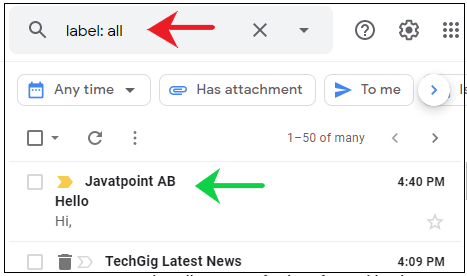 label: all
Any time
Has attachment
To me
1–50 of many
Javatpoint AB
4:40 PM
Hello
Hi,
TechGig Latest News
4:09 PM